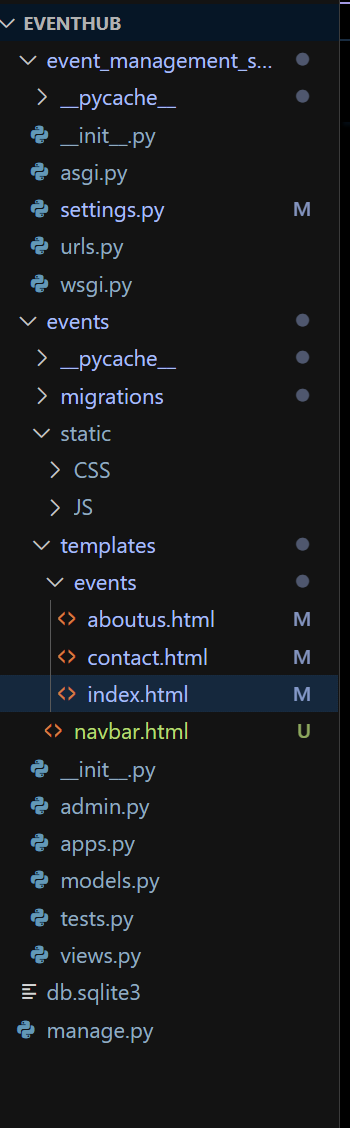 EVENTHUB
event_management_s...
__pycache__
__init__.py
asgi.py
settings.py M
urls.py
wsgi.py
events
__pycache__
migrations
static
CSS
JS
templates
events
aboutus.html M
contact.html M
index.html M
navbar.html U
__init__.py
admin.py
apps.py
models.py
tests.py
views.py
db.sqlite3
manage.py